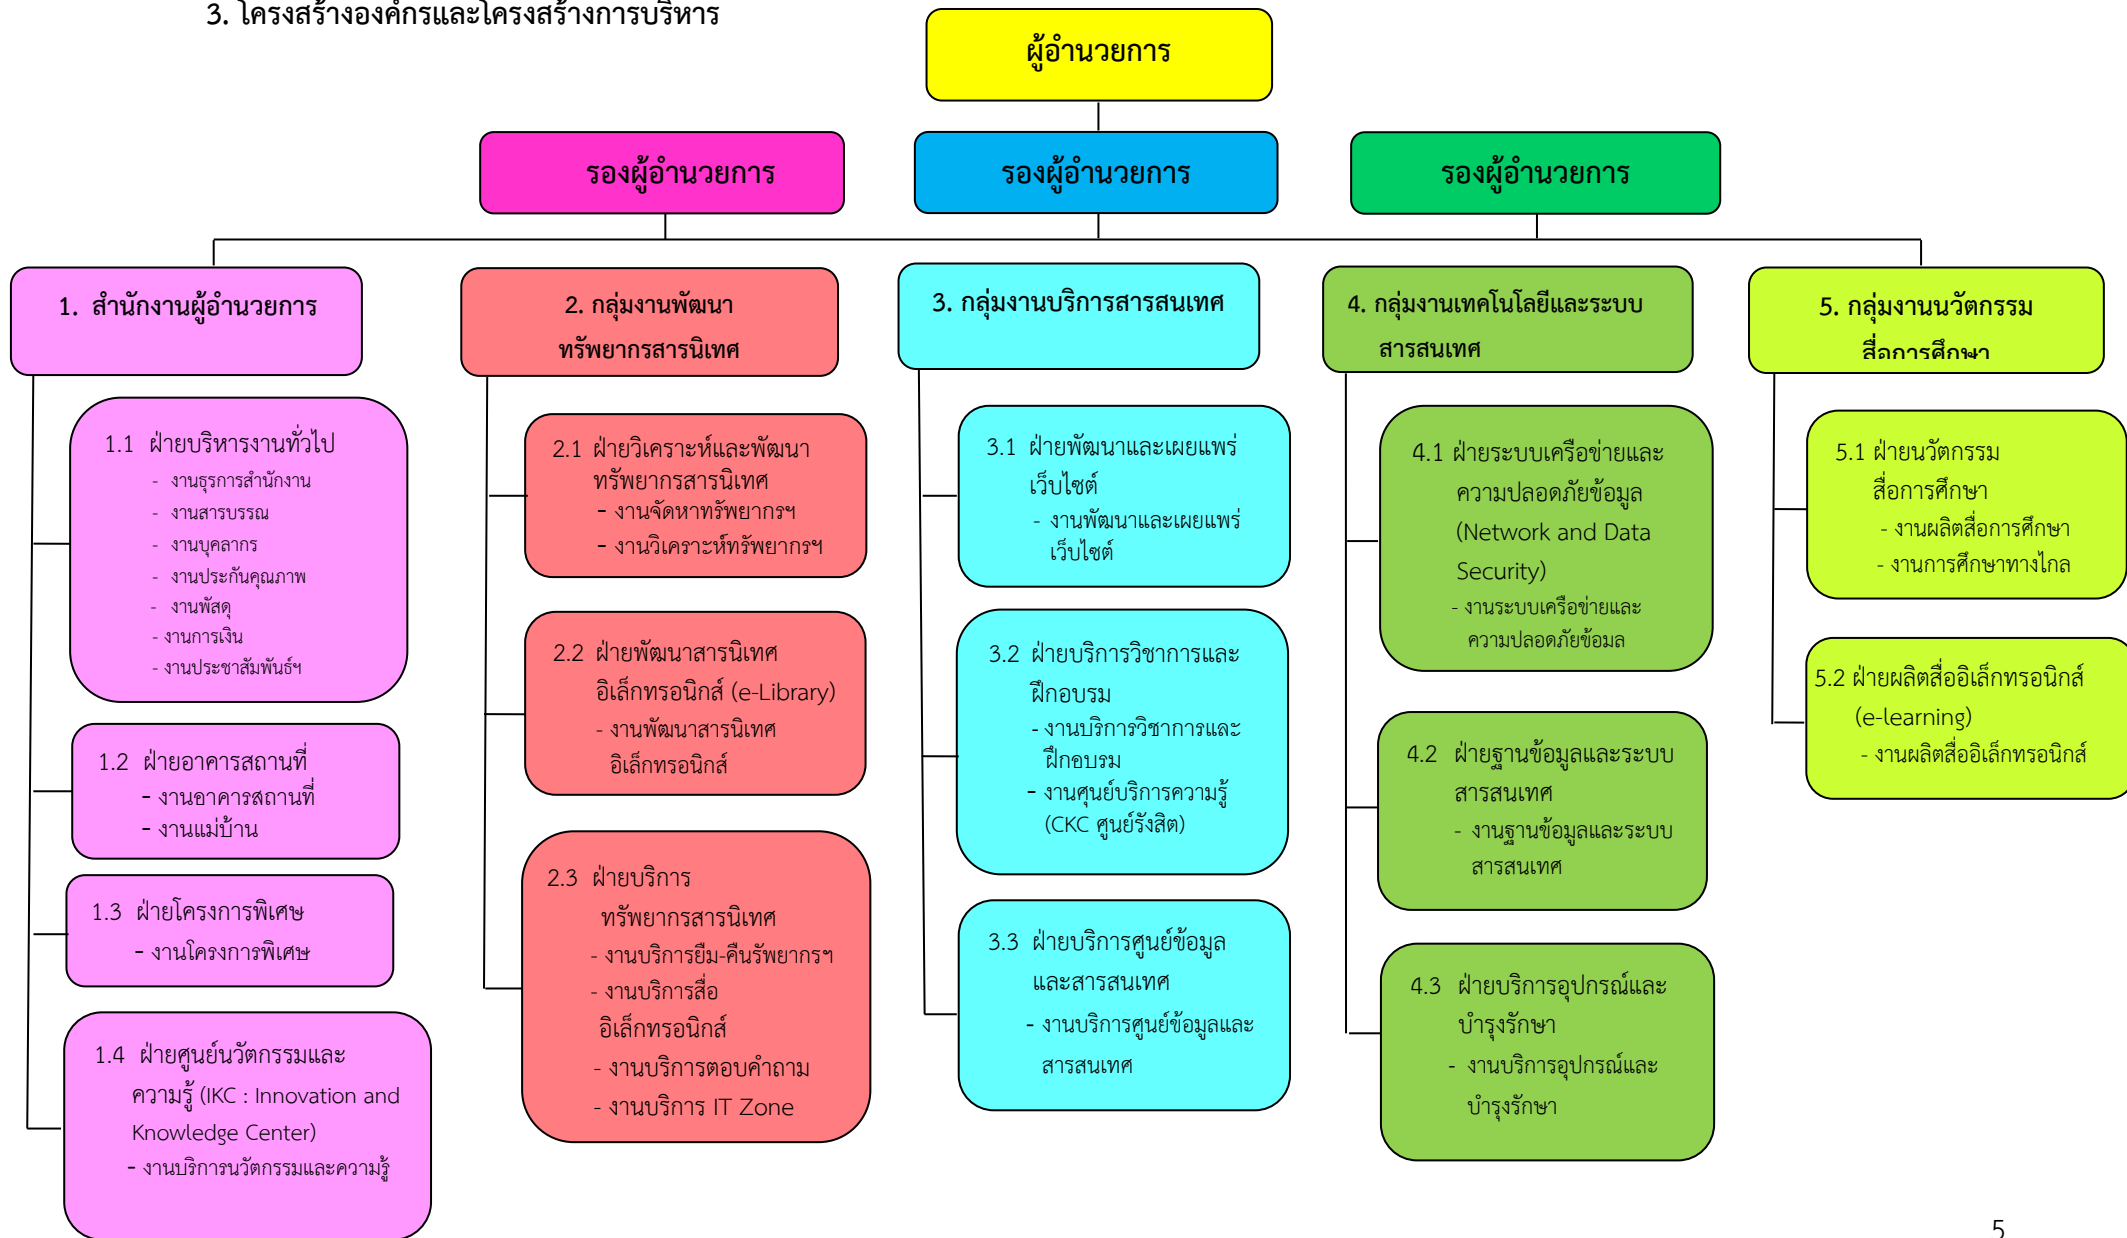 3. โครงสร้างองค์กรและโครงสร้างการบริหาร
ผู้อำนวยการ
รองผู้อำนวยการ
รองผู้อำนวยการ
รองผู้อำนวยการ
1. สำนักงานผู้อำนวยการ
1.1 ฝ่ายบริหารงานทั่วไป
- งานธุรการสำนักงาน
- งานสารบรรณ
- งานบุคลากร
- งานประกันคุณภาพ
- งานพัสดุ
- งานการเงิน
- งานประชาสัมพันธ์ฯ
1.2 ฝ่ายอาคารสถานที่
- งานอาคารสถานที่
- งานแม่บ้าน
1.3 ฝ่ายโครงการพิเศษ
- งานโครงการพิเศษ
1.4 ฝ่ายศูนย์นวัตกรรมและ
ความรู้ (IKC : Innovation and
Knowledge Center)
- งานบริการนวัตกรรมและความรู้
2. กลุ่มงานพัฒนา
ทรัพยากรสารนิเทศ
2.1 ฝ่ายวิเคราะห์และพัฒนา
ทรัพยากรสารนิเทศ
- งานจัดหาทรัพยากรฯ
- งานวิเคราะห์ทรัพยากรฯ
2.2 ฝ่ายพัฒนาสารนิเทศ
อิเล็กทรอนิกส์ (e-Library)
- งานพัฒนาสารนิเทศ
อิเล็กทรอนิกส์
2.3 ฝ่ายบริการ
ทรัพยากรสารนิเทศ
- งานบริการยืม-คืนรัพยากรฯ
- งานบริการสื่อ
อิเล็กทรอนิกส์
- งานบริการตอบคำถาม
- งานบริการ IT Zone
3. กลุ่มงานบริการสารสนเทศ
3.1 ฝ่ายพัฒนาและเผยแพร่
เว็บไซต์
- งานพัฒนาและเผยแพร่
เว็บไซต์
3.2 ฝ่ายบริการวิชาการและ
ฝึกอบรม
- งานบริการวิชาการและ
ฝึกอบรม
- งานศุนย์บริการความรู้
(CKC ศูนย์รังสิต)
3.3 ฝ่ายบริการศูนย์ข้อมูล
และสารสนเทศ
- งานบริการศูนย์ข้อมูลและ
สารสนเทศ
4. กลุ่มงานเทคโนโลยีและระบบ
สารสนเทศ
4.1 ฝ่ายระบบเครือข่ายและ
ความปลอดภัยข้อมูล
(Network and Data
Security)
- งานระบบเครือข่ายและ
ความปลอดภัยข้อมล
4.2 ฝ่ายฐานข้อมูลและระบบ
สารสนเทศ
- งานฐานข้อมูลและระบบ
สารสนเทศ
4.3 ฝ่ายบริการอุปกรณ์และ
บำรุงรักษา
- งานบริการอุปกรณ์และ
บำรุงรักษา
5. กลุ่มงานนวัตกรรม
สื่อการศึกษา
5.1 ฝ่ายนวัตกรรม
สื่อการศึกษา
- งานผลิตสื่อการศึกษา
- งานการศึกษาทางไกล
5.2 ฝ่ายผลิตสื่ออิเล็กทรอนิกส์
(e-learning)
- งานผลิตสื่ออิเล็กทรอนิกส์
5